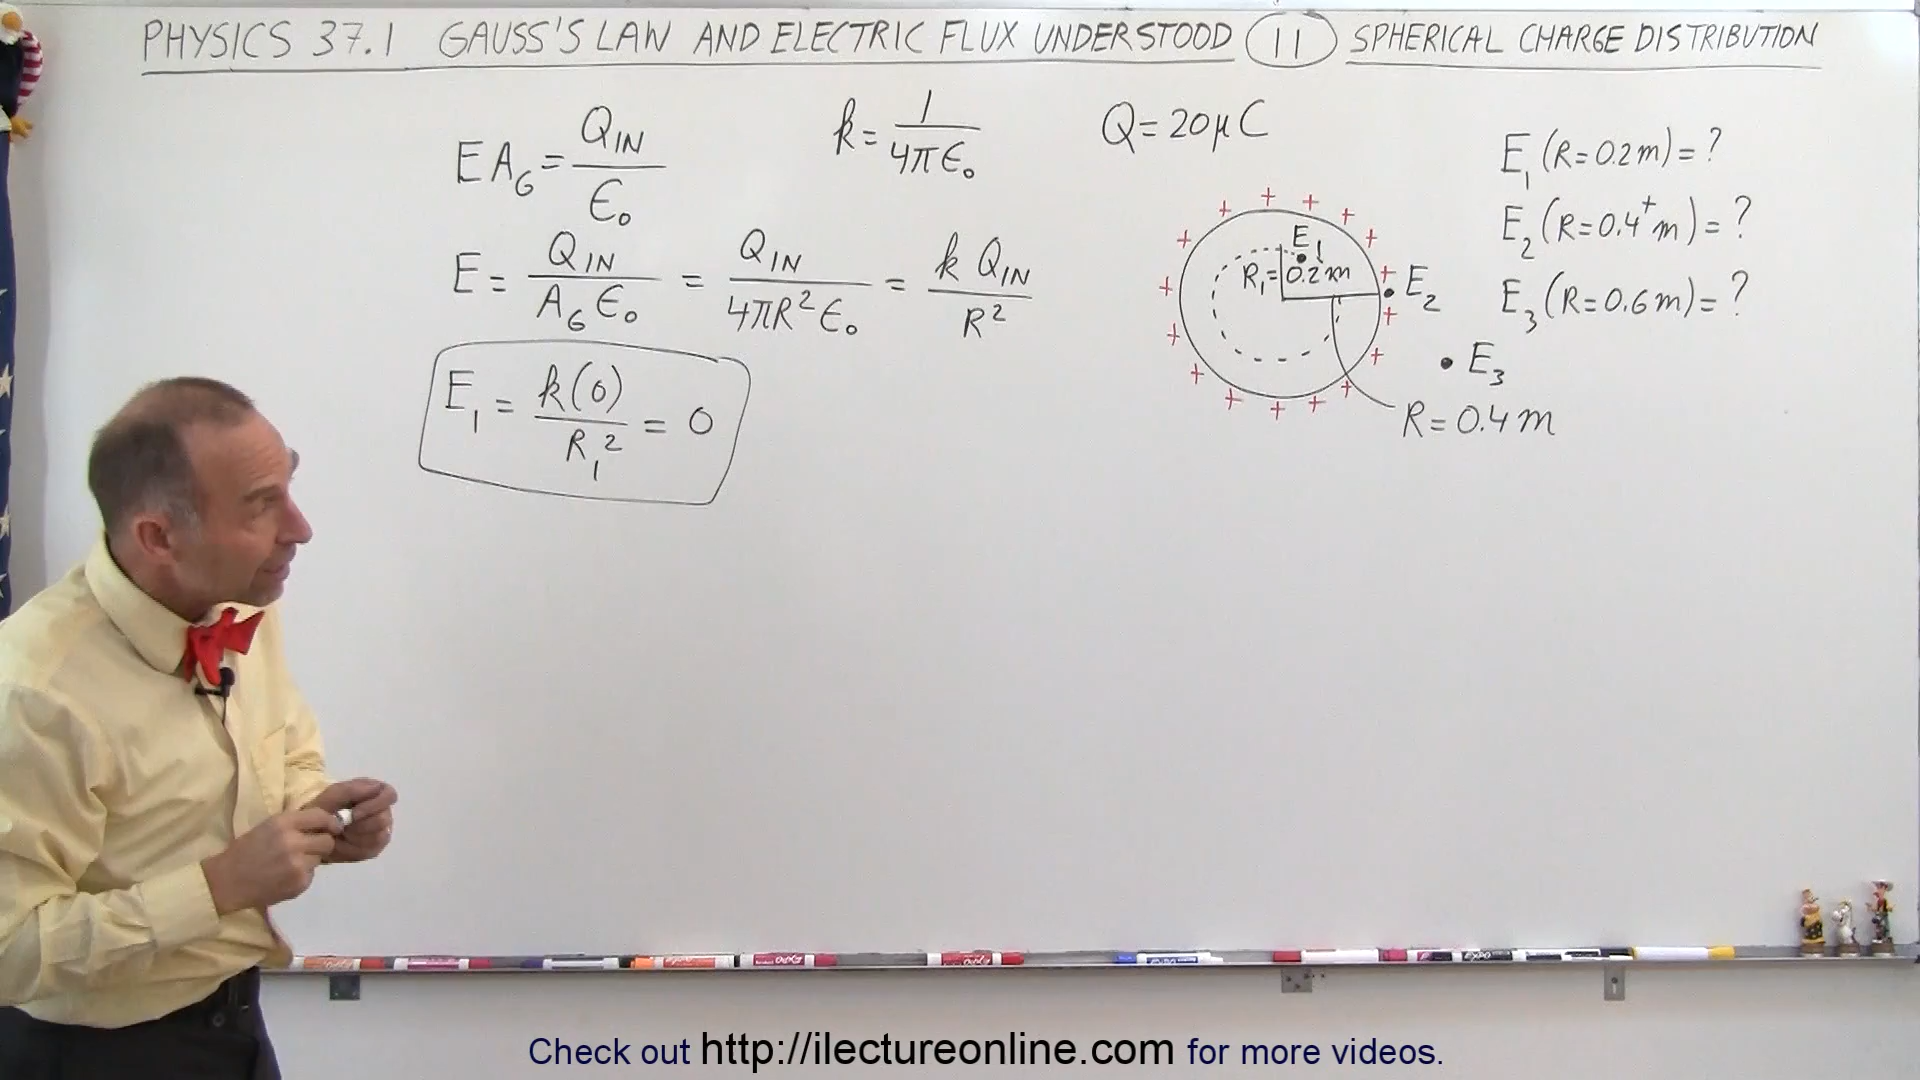 PHYSICS 37.1 GAUSS'S LAW AND ELECTRIC FLUX UNDERSTOOD 11 SPHERICAL CHARGE DISTRIBUTION
EA_G = Q_IN / ϵ₀
k = 1 / 4πϵ₀
Q = 20μC
E = Q_IN / A_G ϵ₀ = Q_IN / 4πR²ϵ₀ = k Q_IN / R²
E₁ = k(0) / R₁² = 0
E₁
R₁ = 0.2m
E₂
E₃
R = 0.4m
E₁(R=0.2m) = ?
E₂(R=0.4⁺m) = ?
E₃(R=0.6m) = ?
Check out http://ilectureonline.com for more videos.